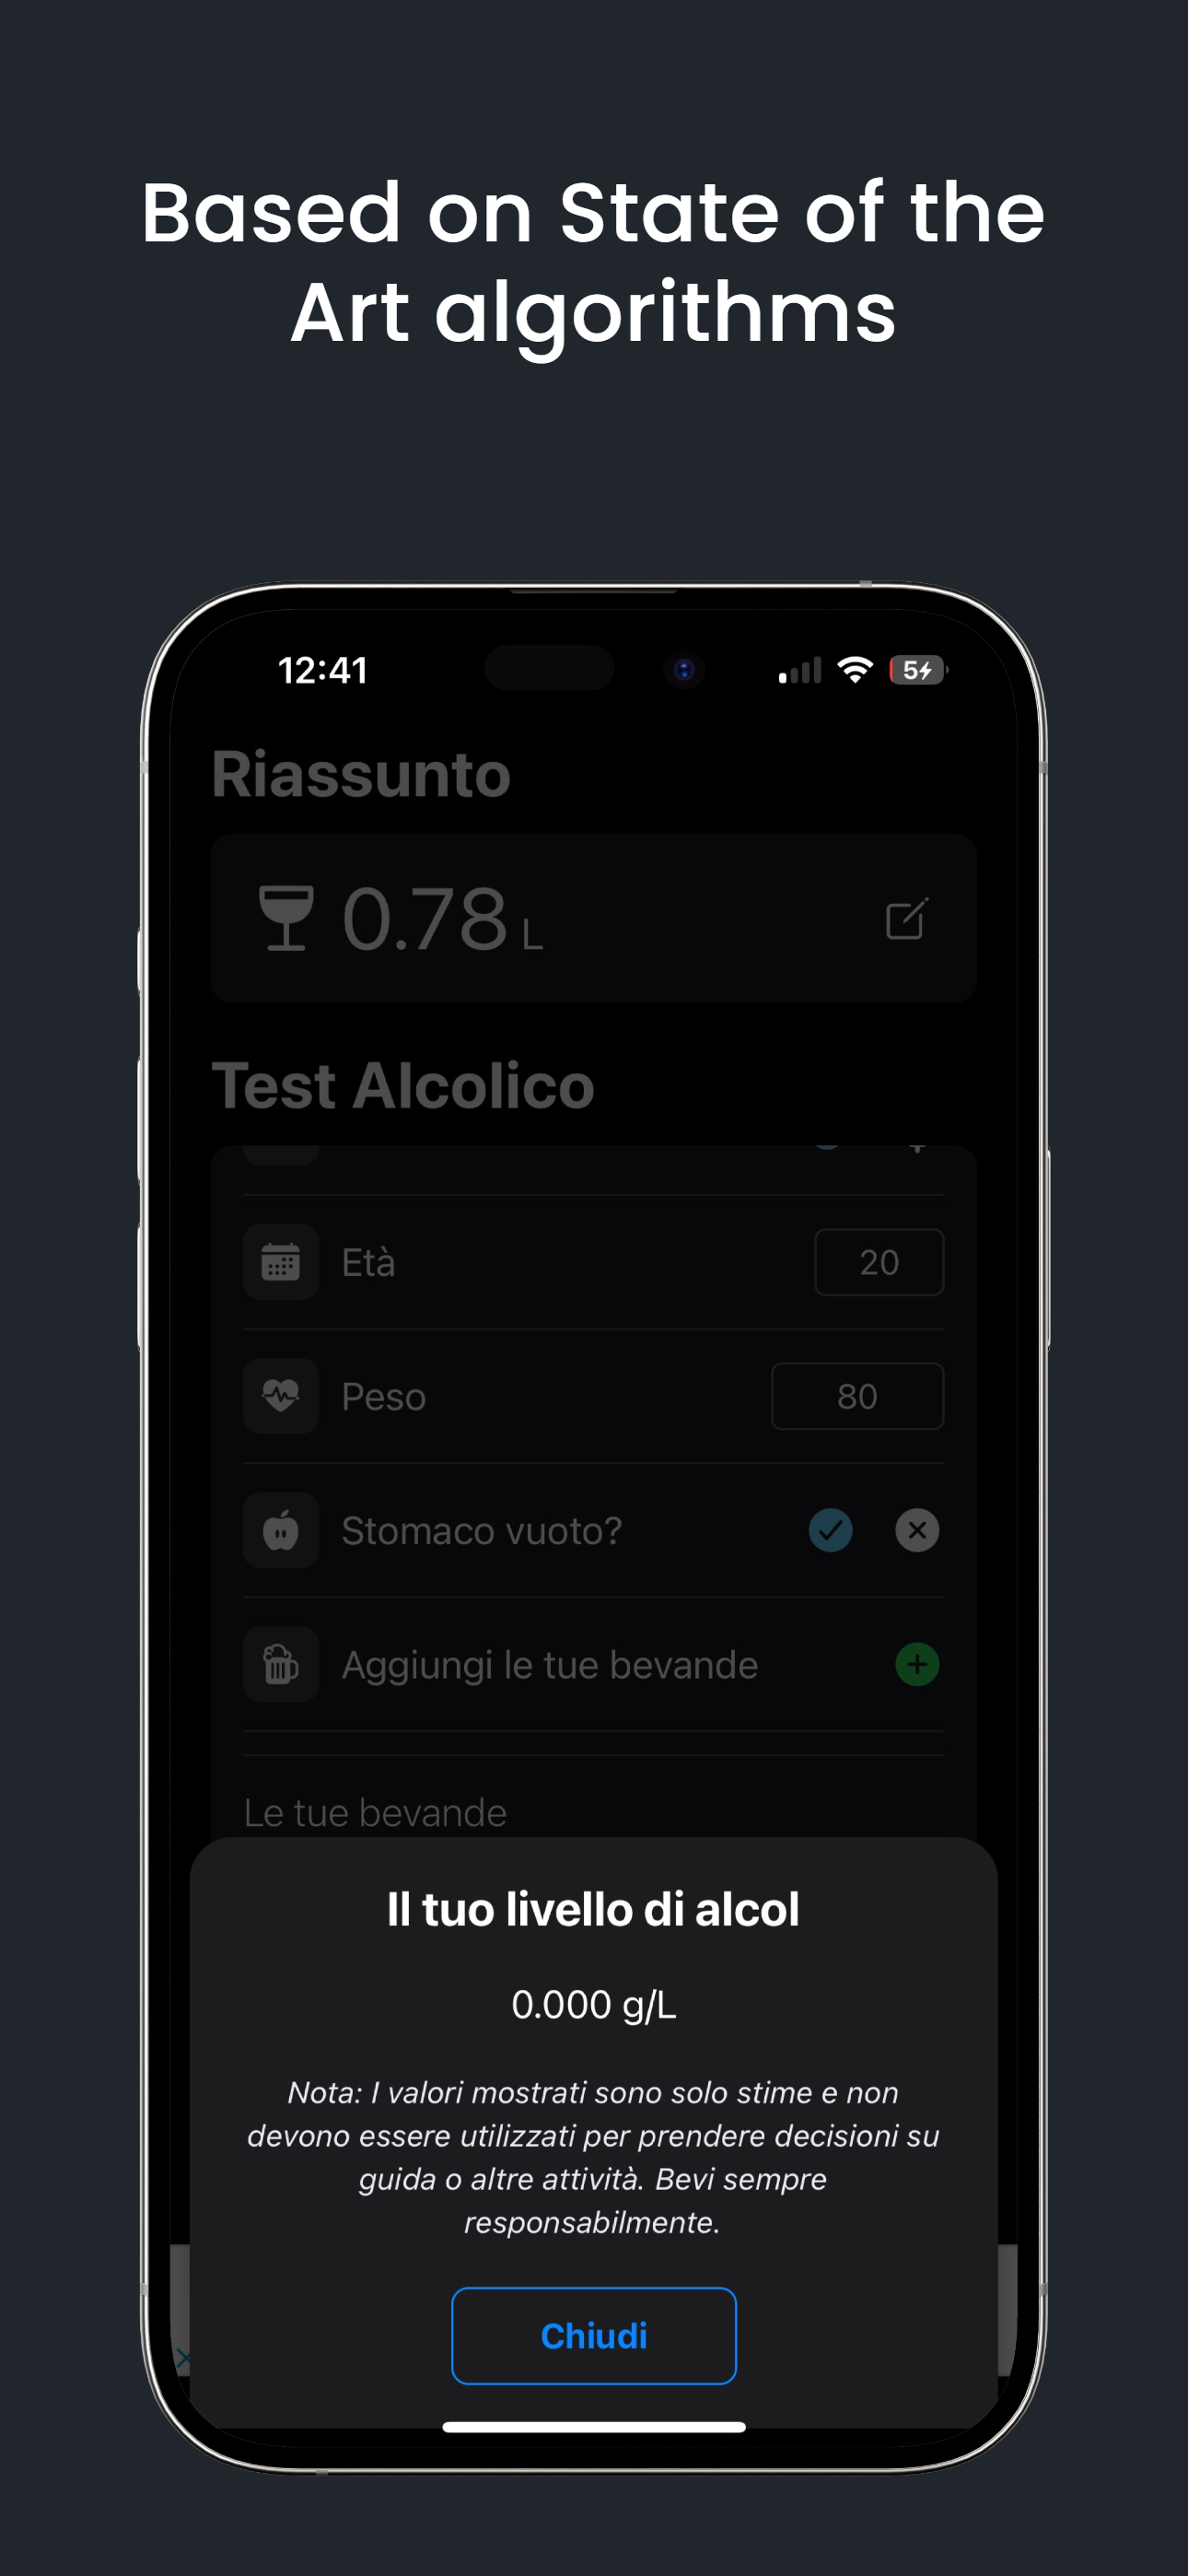 Based on State of the
Art algorithms
12:41
5
Riassunto
0.78 L
Test Alcolico
Età
20
Peso
80
Stomaco vuoto?
Aggiungi le tue bevande
Le tue bevande
Il tuo livello di alcol
0.000 g/L
Nota: I valori mostrati sono solo stime e non
devono essere utilizzati per prendere decisioni su
guida o altre attività. Bevi sempre
responsabilmente.
Chiudi